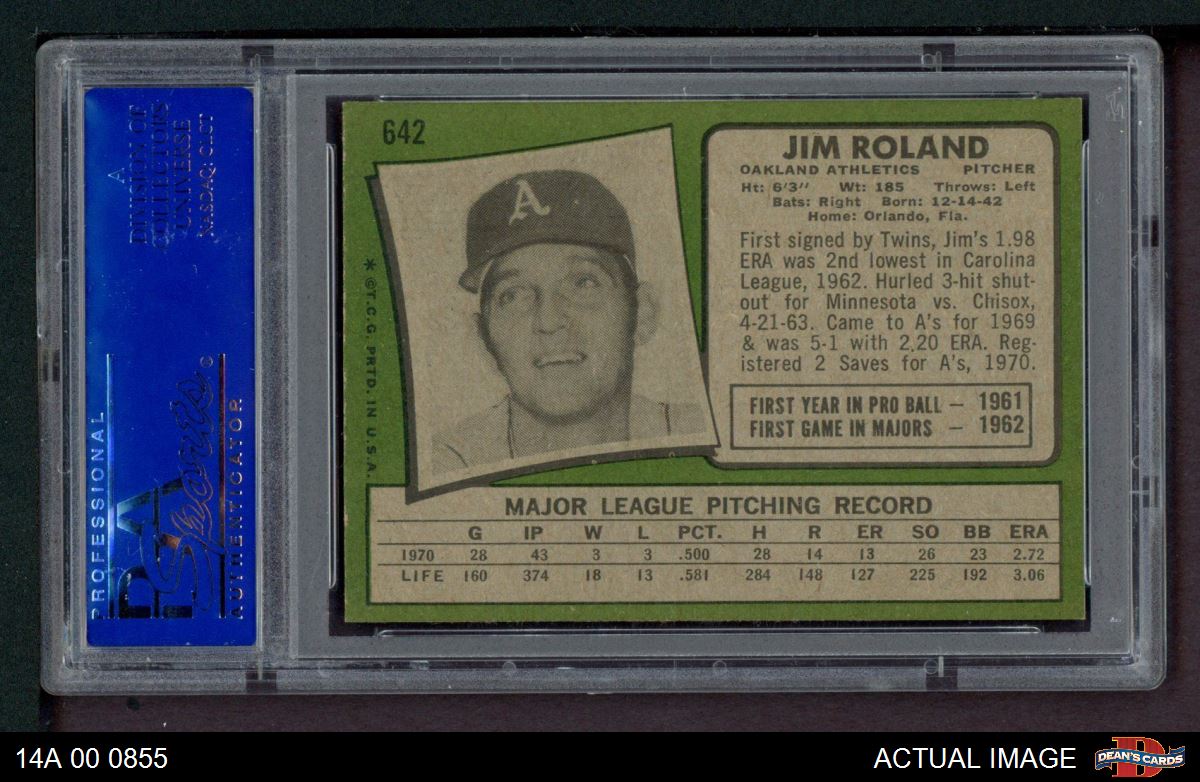 A
DIVISION OF
COLLECTORS
UNIVERSE
NASDAQ: CLCT
PROFESSIONAL
PSA
Sports ©
AUTHENTICATOR
642
A
* ©T.C.G. PRTD. IN U.S.A.
JIM ROLAND
OAKLAND ATHLETICS PITCHER
Ht: 6'3" Wt: 185 Throws: Left
Bats: Right Born: 12-14-42
Home: Orlando, Fla.
First signed by Twins, Jim's 1.98
ERA was 2nd lowest in Carolina
League, 1962. Hurled 3-hit shut-
out for Minnesota vs. Chisox,
4-21-63. Came to A's for 1969
& was 5-1 with 2.20 ERA. Reg-
istered 2 Saves for A's, 1970.
FIRST YEAR IN PRO BALL — 1961
FIRST GAME IN MAJORS — 1962
MAJOR LEAGUE PITCHING RECORD
G IP W L PCT. H R ER SO BB ERA
1970 28 43 3 3 .500 28 14 13 26 23 2.72
LIFE 160 374 18 13 .581 284 148 127 225 192 3.06
14A 00 0855
ACTUAL IMAGE
D
DEAN'S CARDS